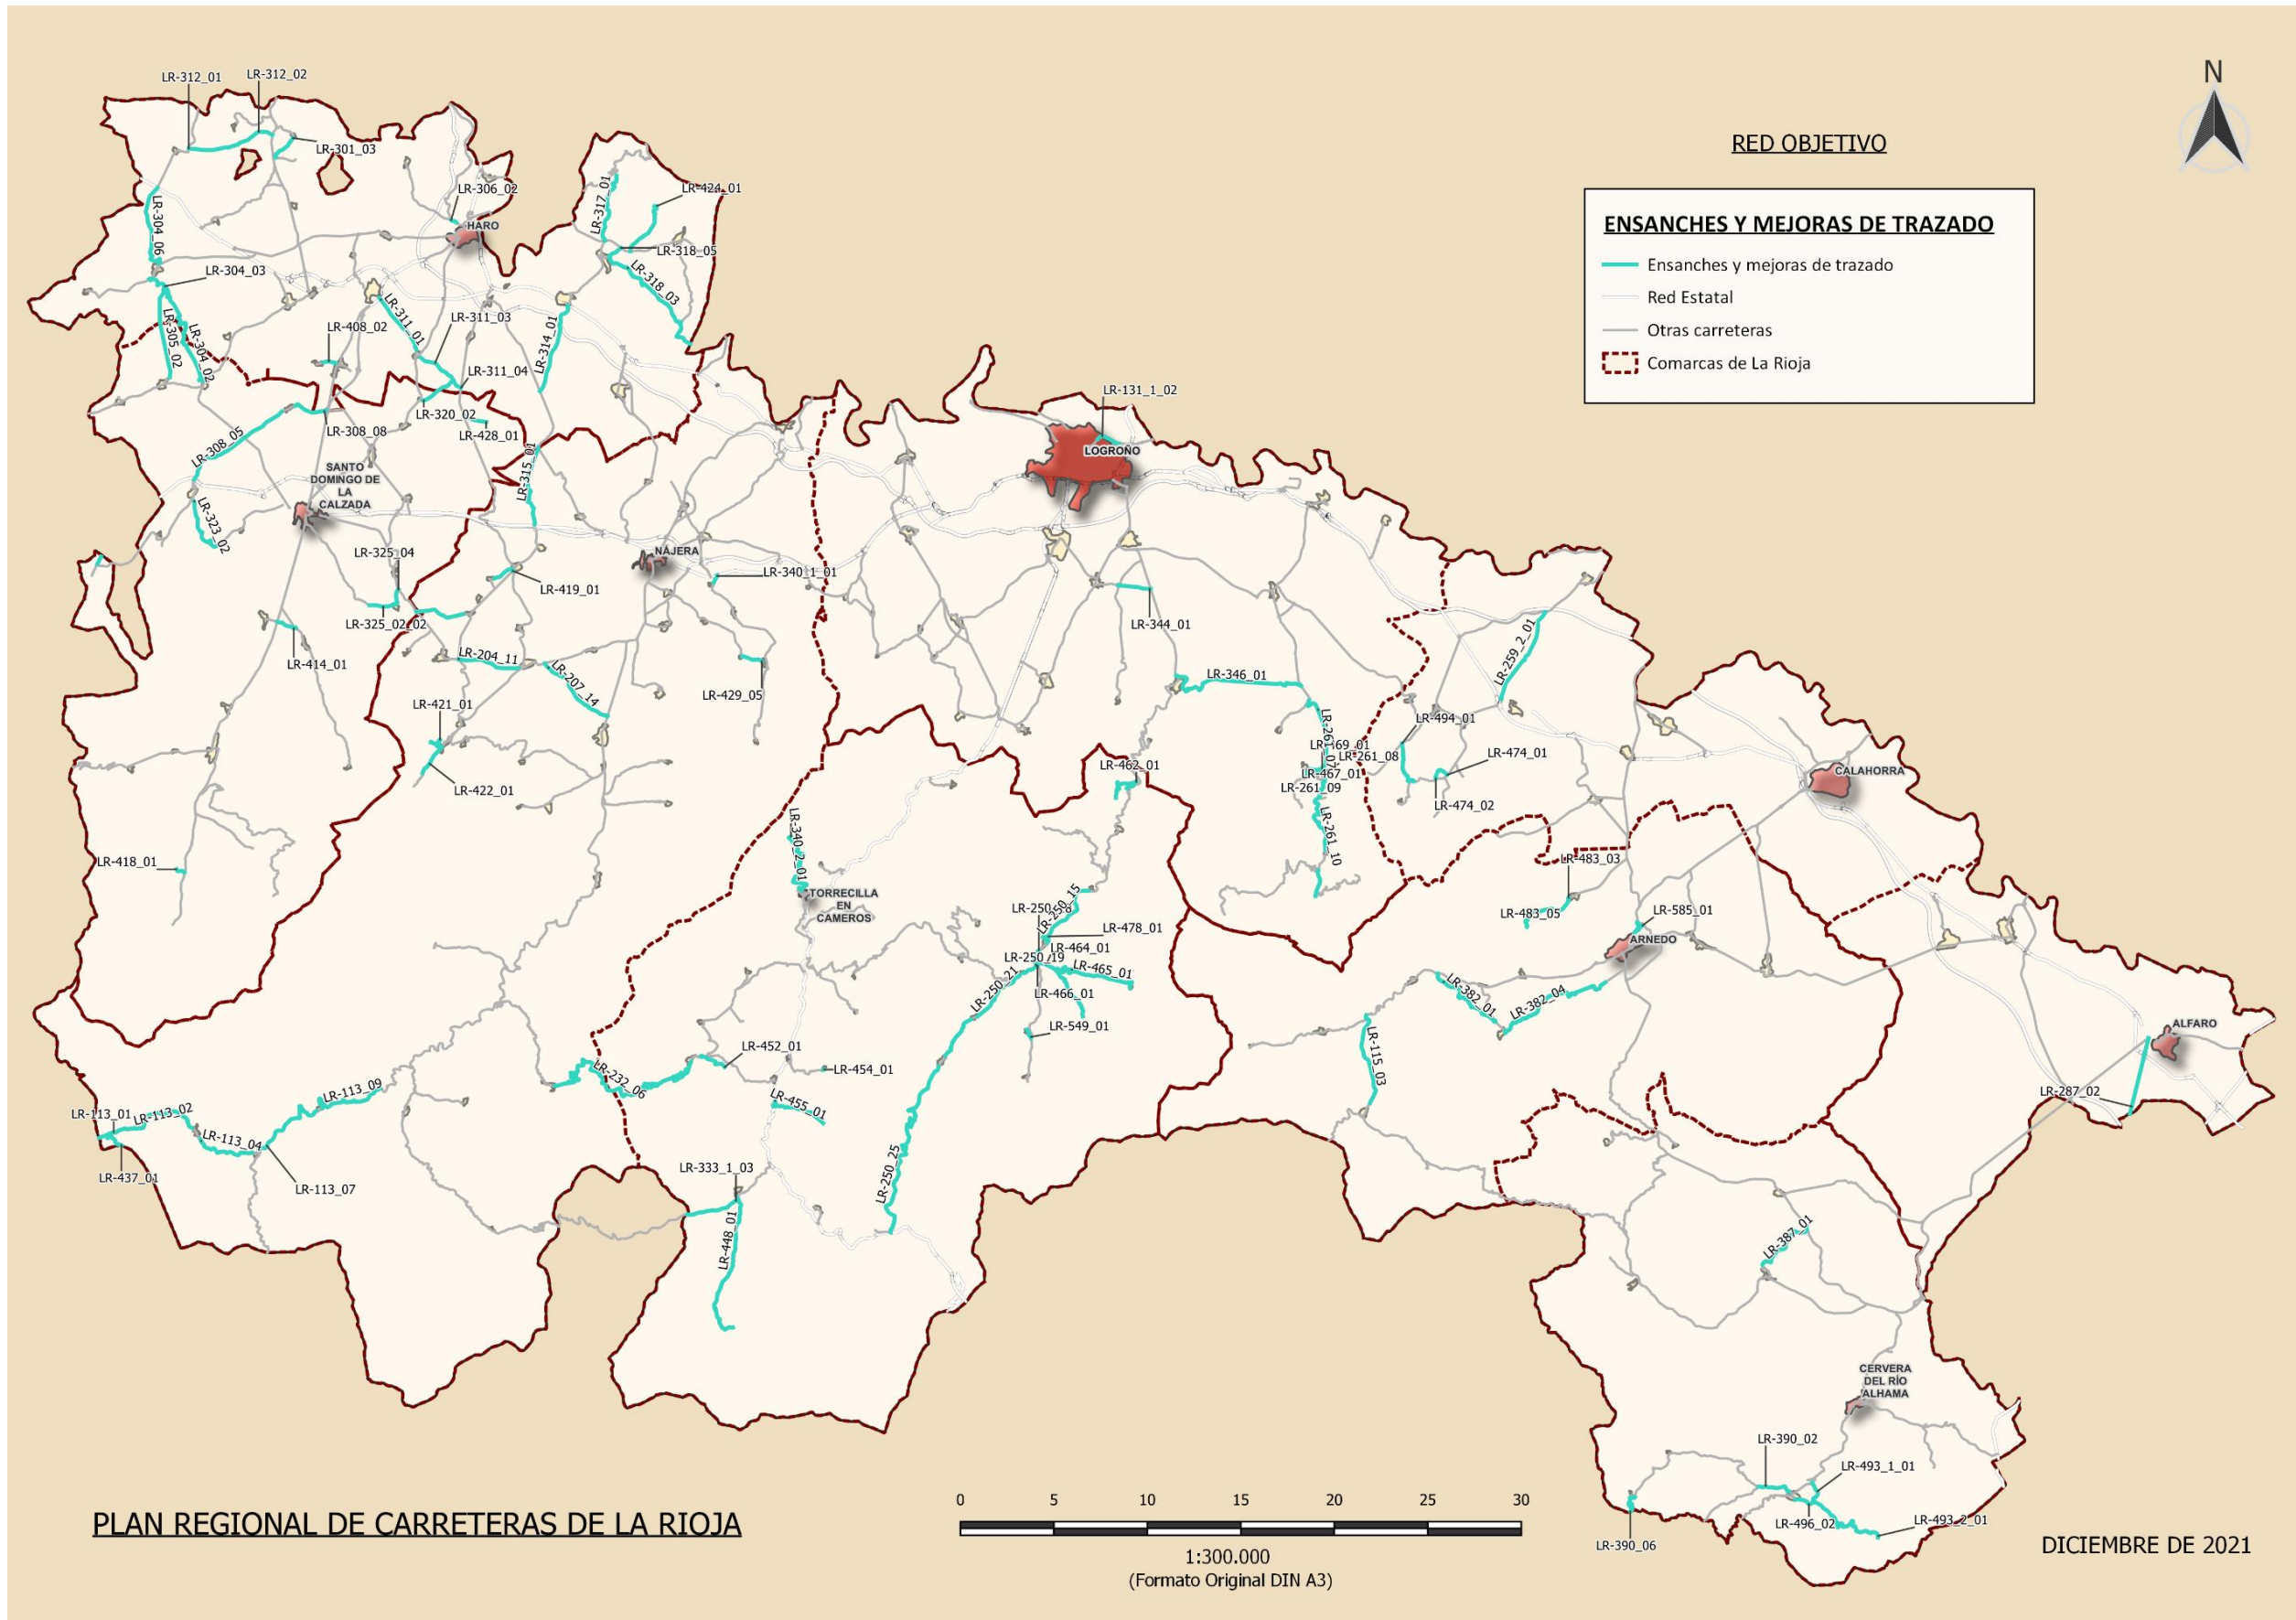 N
RED OBJETIVO
ENSANCHES Y MEJORAS DE TRAZADO
Ensanches y mejoras de trazado
Red Estatal
Otras carreteras
Comarcas de La Rioja
LR-312_01
LR-312_02
LR-301_03
LR-306_02
HARO
LR-317_01
LR-424_01
LR-318_05
LR-318_03
LR-304_06
LR-304_03
LR-305_02
LR-304_02
LR-408_02
LR-311_01
LR-311_03
LR-311_04
LR-314_01
LR-320_02
LR-428_01
LR-308_08
LR-308_05
LR-315_01
SANTO
DOMINGO DE
LA
CALZADA
LR-323_02
LR-131_1_02
LOGROÑO
LR-325_04
NÁJERA
LR-340_1_01
LR-419_01
LR-325_02_02
LR-344_01
LR-414_01
LR-204_11
LR-207_14
LR-429_05
LR-346_01
LR-259_2_01
LR-421_01
LR-422_01
LR-494_01
LR-261_08
LR-474_01
LR-467_01
LR-261_09
LR-474_02
LR-261_10
LR-462_01
CALAHORRA
LR-340_2_01
LR-418_01
LR-483_03
TORRECILLA
EN
CAMEROS
LR-250_15
LR-478_01
LR-464_01
LR-250_19
LR-465_01
LR-250_21
LR-466_01
LR-549_01
LR-483_05
LR-585_01
ARNEDO
LR-382_01
LR-382_04
LR-115_03
ALFARO
LR-287_02
LR-452_01
LR-454_01
LR-232_06
LR-455_01
LR-113_09
LR-113_01
LR-113_02
LR-113_04
LR-437_01
LR-113_07
LR-333_1_03
LR-448_01
LR-250_25
LR-387_01
CERVERA
DEL RÍO
ALHAMA
LR-390_02
LR-493_1_01
LR-496_02
LR-493_2_01
LR-390_06
PLAN REGIONAL DE CARRETERAS DE LA RIOJA
0 5 10 15 20 25 30
1:300.000
(Formato Original DIN A3)
DICIEMBRE DE 2021